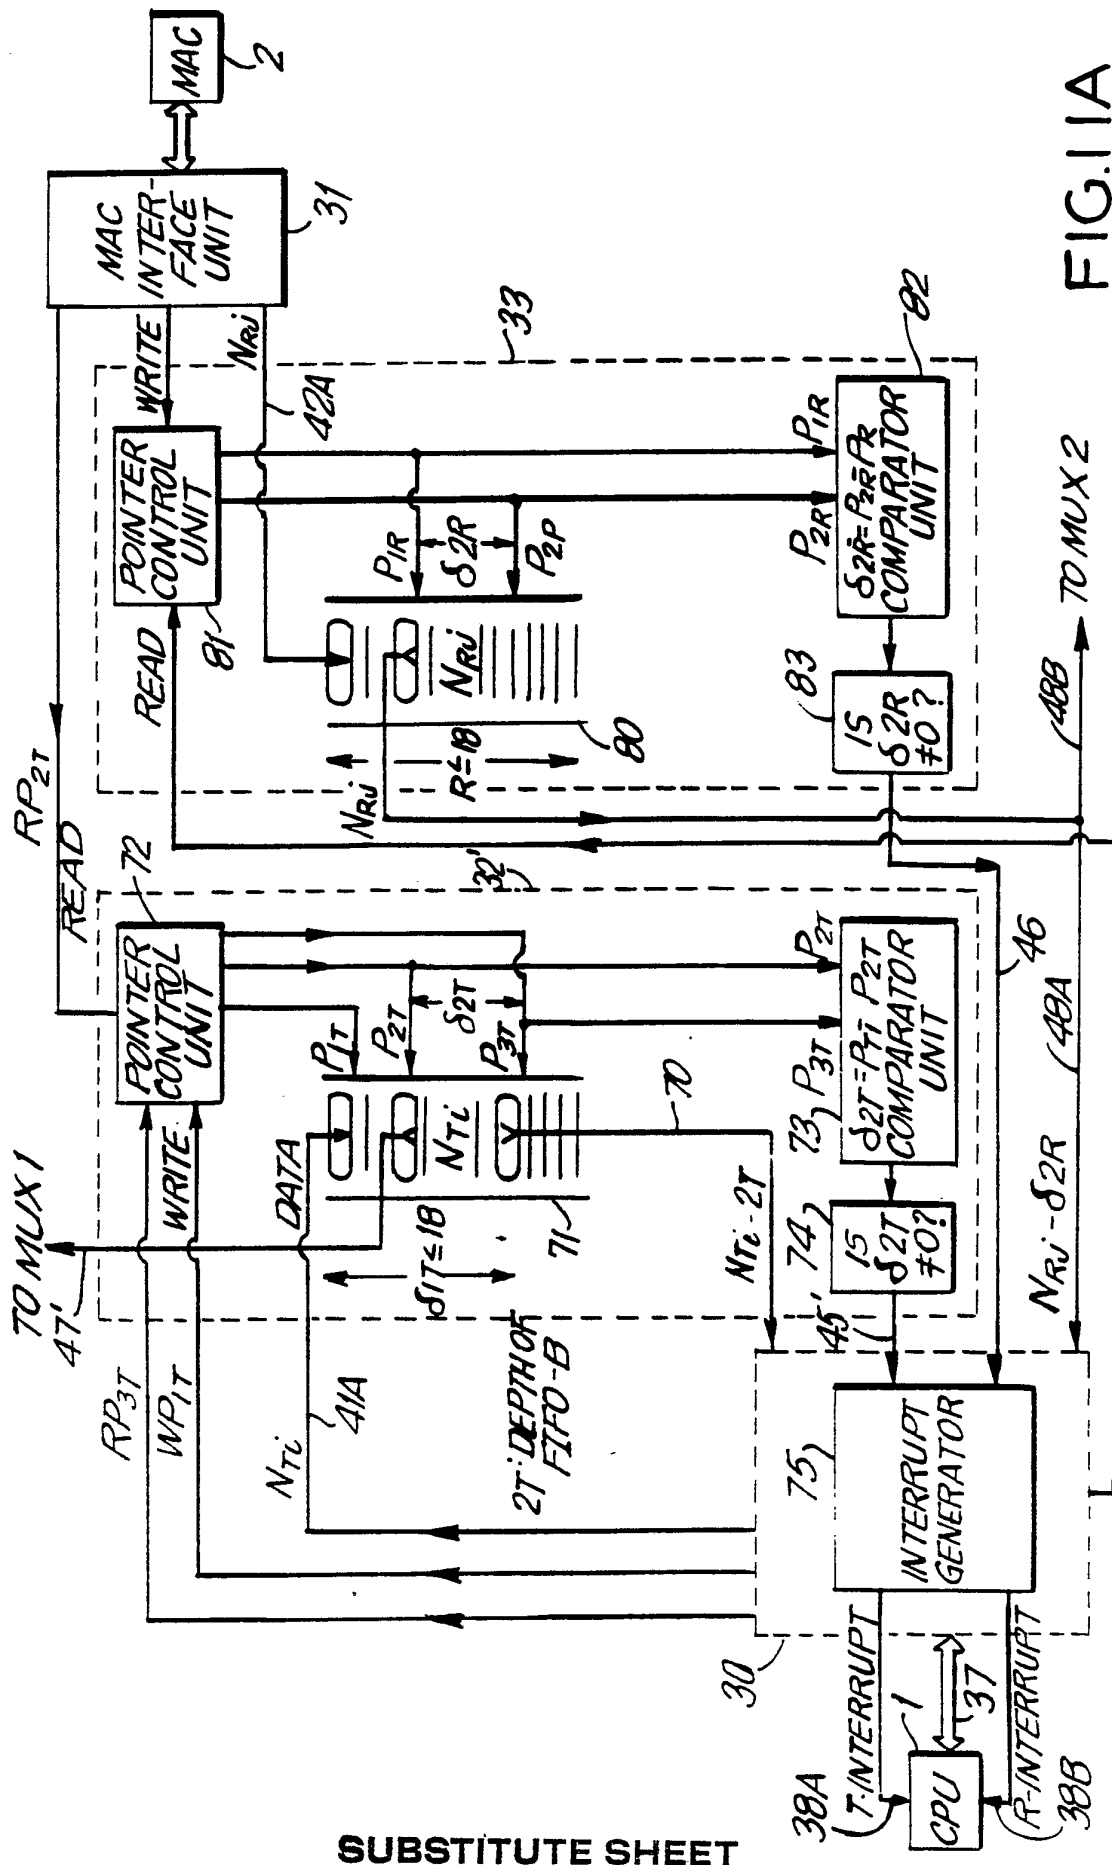 MAC
2
MAC
INTER-
FACE
UNIT
31
RP2T
READ
WRITE
NRj
42A
33
POINTER
CONTROL
UNIT
81
READ
P1R
δ2R
P2P
NRj
80
R≤18
NRj
P2R
P1R
δ2R=P2R=PR
COMPARATOR
UNIT
82
83
IS
δ2R
≠0?
48B
TO MUX 2
72
32'
POINTER
CONTROL
UNIT
P1T
P2T
δ2T
P3T
WRITE
DATA
NTi
71
70
δ1T≤18
TO MUX 1
47'
RP3T
WP1T
NTi
41A
2T: DEPTH OF
FIFO-B
NTi-2T
P3T
P2T
73
δ2T=PTi P2T
COMPARATOR
UNIT
74
IS
δ2T
≠0?
45'
46
48A
NRj-δ2R
75
INTERRUPT
GENERATOR
30
T-INTERRUPT
38A
1
CPU
37
R-INTERRUPT
38B
FIG.11A
SUBSTITUTE SHEET